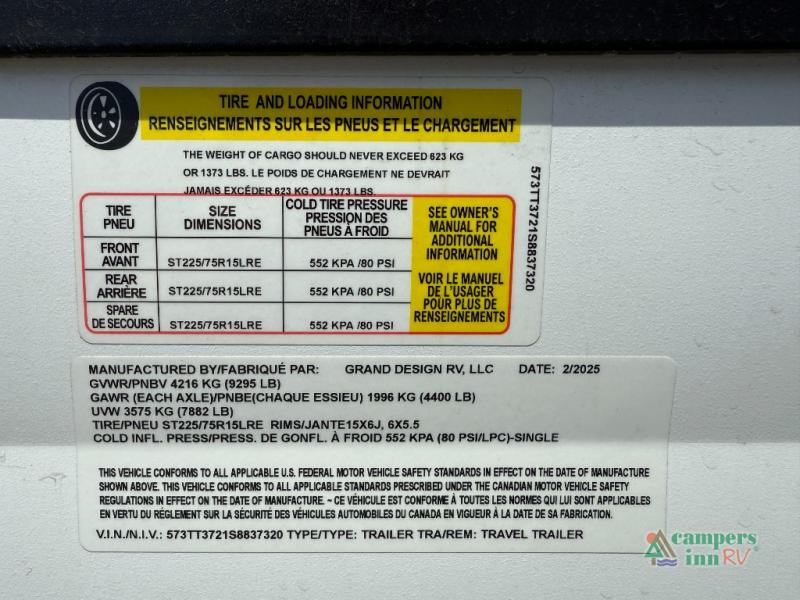 TIRE AND LOADING INFORMATION
RENSEIGNEMENTS SUR LES PNEUS ET LE CHARGEMENT
THE WEIGHT OF CARGO SHOULD NEVER EXCEED 623 KG
OR 1373 LBS. LE POIDS DE CHARGEMENT NE DEVRAIT
JAMAIS EXCÉDER 623 KG OU 1373 LBS.
TIRE PNEU SIZE DIMENSIONS COLD TIRE PRESSURE PRESSION DES PNEUS À FROID
FRONT AVANT ST225/75R15LRE 552 KPA /80 PSI
REAR ARRIÈRE ST225/75R15LRE 552 KPA /80 PSI
SPARE DE SECOURS ST225/75R15LRE 552 KPA /80 PSI
SEE OWNER'S
MANUAL FOR
ADDITIONAL
INFORMATION
VOIR LE MANUEL
DE L'USAGER
POUR PLUS DE
RENSEIGNEMENTS
573TT3721S8837320
MANUFACTURED BY/FABRIQUÉ PAR: GRAND DESIGN RV, LLC DATE: 2/2025
GVWR/PNBV 4216 KG (9295 LB)
GAWR (EACH AXLE)/PNBE(CHAQUE ESSIEU) 1996 KG (4400 LB)
UVW 3575 KG (7882 LB)
TIRE/PNEU ST225/75R15LRE RIMS/JANTE15X6J, 6X5.5
COLD INFL. PRESS/PRESS. DE GONFL. À FROID 552 KPA (80 PSI/LPC)-SINGLE
THIS VEHICLE CONFORMS TO ALL APPLICABLE U.S. FEDERAL MOTOR VEHICLE SAFETY STANDARDS IN EFFECT ON THE DATE OF MANUFACTURE
SHOWN ABOVE. THIS VEHICLE CONFORMS TO ALL APPLICABLE STANDARDS PRESCRIBED UNDER THE CANADIAN MOTOR VEHICLE SAFETY
REGULATIONS IN EFFECT ON THE DATE OF MANUFACTURE. ~ CE VÉHICULE EST CONFORME À TOUTES LES NORMES QUI LUI SONT APPLICABLES
EN VERTU DU RÈGLEMENT SUR LA SÉCURITÉ DES VÉHICULES AUTOMOBILES DU CANADA EN VIGUEUR À LA DATE DE SA FABRICATION.
V.I.N./N.I.V.: 573TT3721S8837320 TYPE/TYPE: TRAILER TRA/REM: TRAVEL TRAILER
campers
inn RV